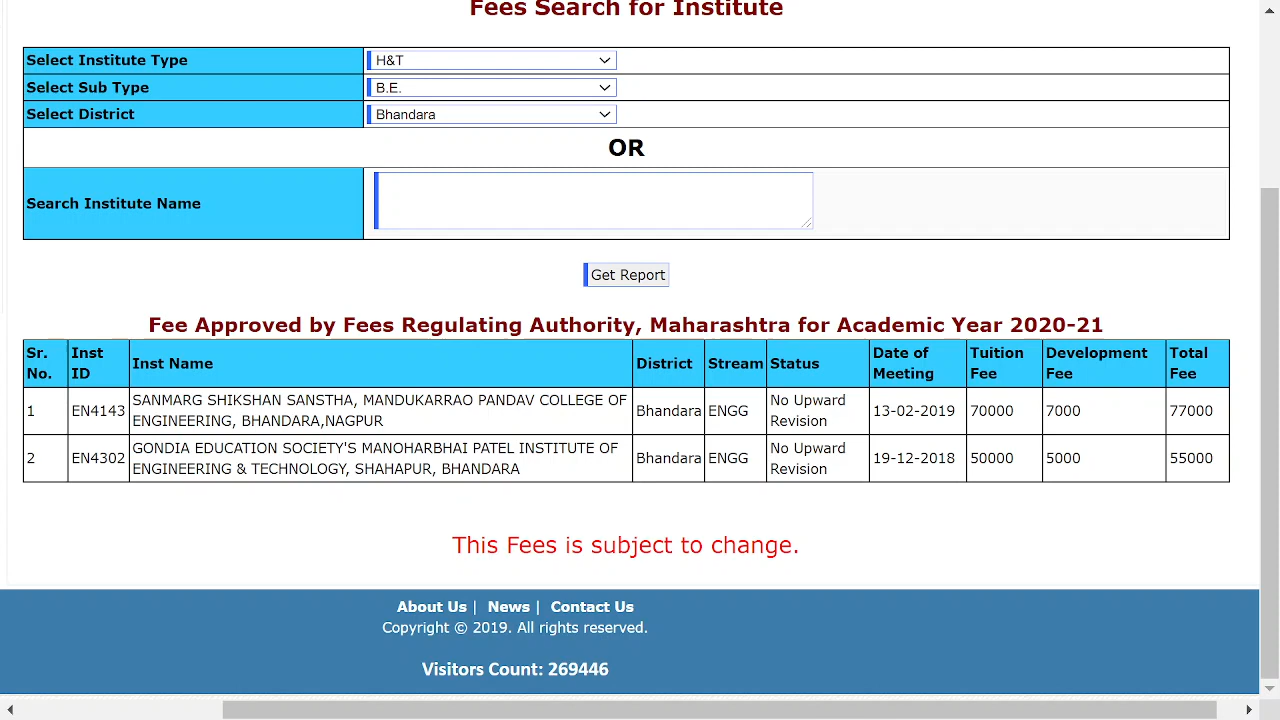 Fees Search for Institute
Select Institute Type H&T
Select Sub Type B.E.
Select District Bhandara
OR
Search Institute Name
Get Report
Fee Approved by Fees Regulating Authority, Maharashtra for Academic Year 2020-21
Sr. No. Inst ID Inst Name District Stream Status Date of Meeting Tuition Fee Development Fee Total Fee
1 EN4143 SANMARG SHIKSHAN SANSTHA, MANDUKARRAO PANDAV COLLEGE OF ENGINEERING, BHANDARA,NAGPUR Bhandara ENGG No Upward Revision 13-02-2019 70000 7000 77000
2 EN4302 GONDIA EDUCATION SOCIETY'S MANOHARBHAI PATEL INSTITUTE OF ENGINEERING & TECHNOLOGY, SHAHAPUR, BHANDARA Bhandara ENGG No Upward Revision 19-12-2018 50000 5000 55000
This Fees is subject to change.
About Us | News | Contact Us
Copyright © 2019. All rights reserved.
Visitors Count: 269446